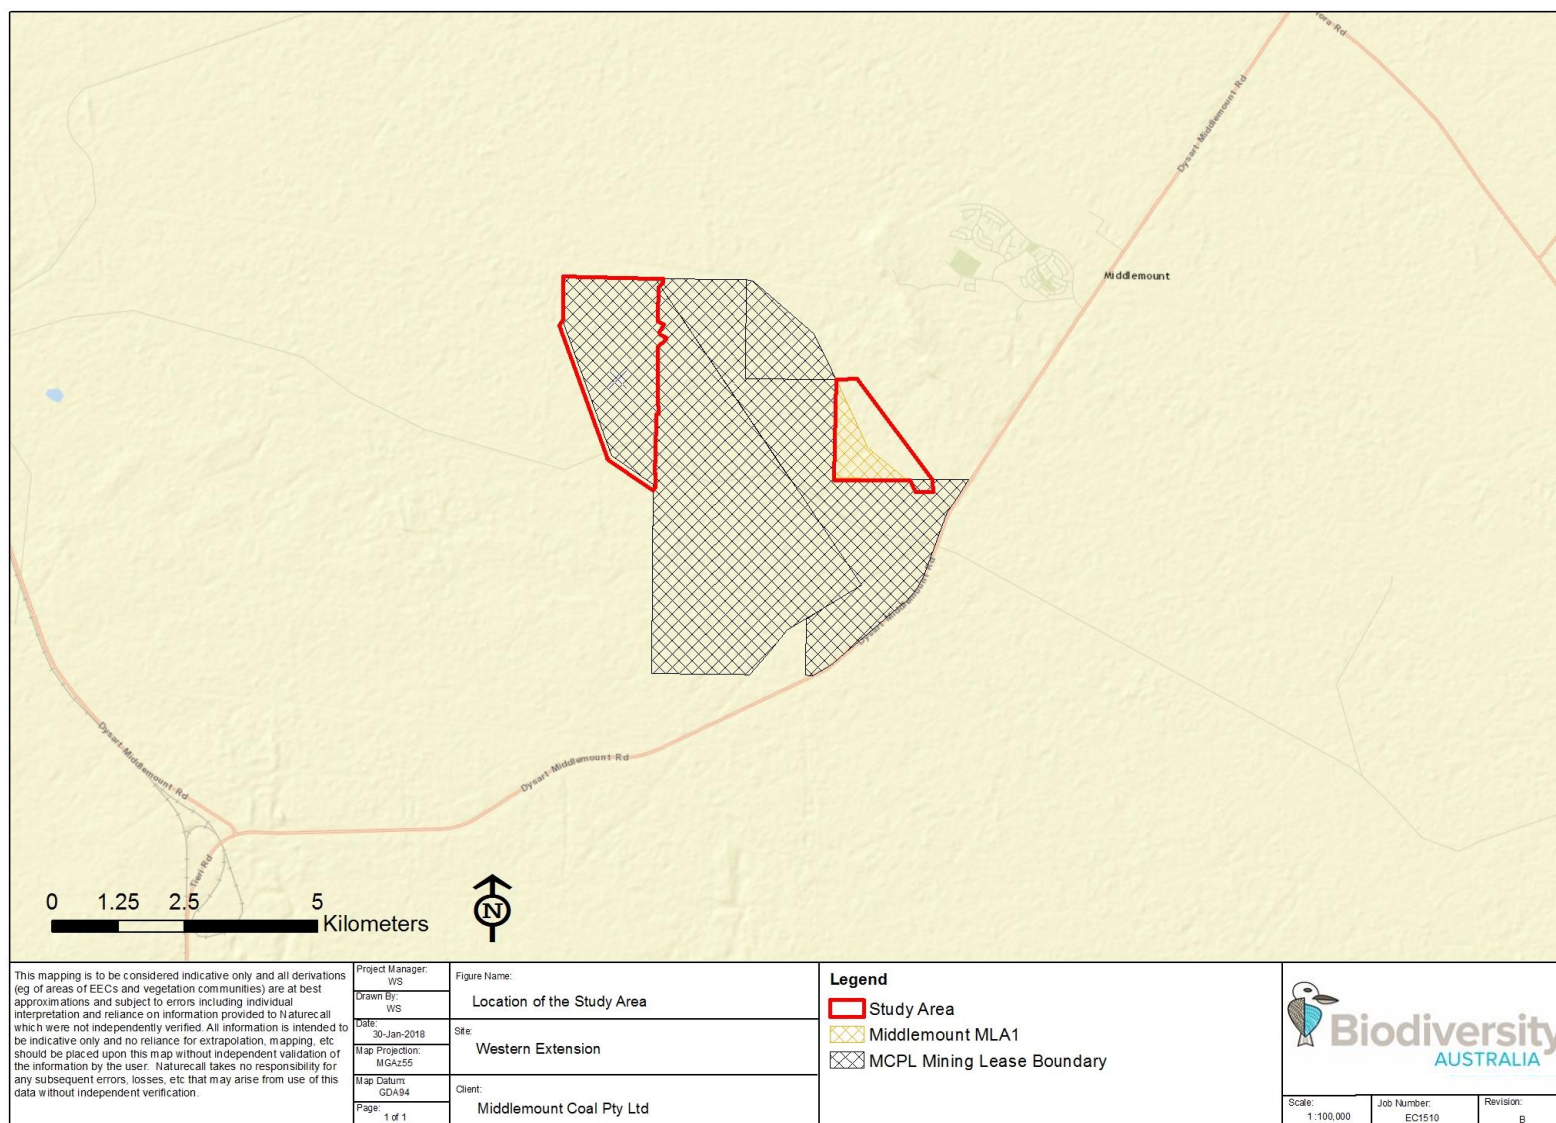 ora Rd
Dysart Middlemount Rd
Middlemount
Dysart Middlemount Rd
Dysart Middlemount Rd
Dysart Middlemount Rd
Tieri Rd
0 1.25 2.5 5
Kilometers
N
This mapping is to be considered indicative only and all derivations
(eg of areas of EECs and vegetation communities) are at best
approximations and subject to errors including individual
interpretation and reliance on information provided to Naturecall
which were not independently verified. All information is intended to
be indicative only and no reliance for extrapolation, mapping, etc
should be placed upon this map without independent validation of
the information by the user. Naturecall takes no responsibility for
any subsequent errors, losses, etc that may arise from use of this
data without independent verification.
Project Manager:
WS
Drawn By:
WS
Date:
30-Jan-2018
Map Projection:
MGAz55
Map Datum:
GDA94
Page:
1 of 1
Figure Name:
Location of the Study Area
Site:
Western Extension
Client:
Middlemount Coal Pty Ltd
Legend
Study Area
Middlemount MLA1
MCPL Mining Lease Boundary
Biodiversity
AUSTRALIA
Scale:
1:100,000
Job Number:
EC1510
Revision:
B